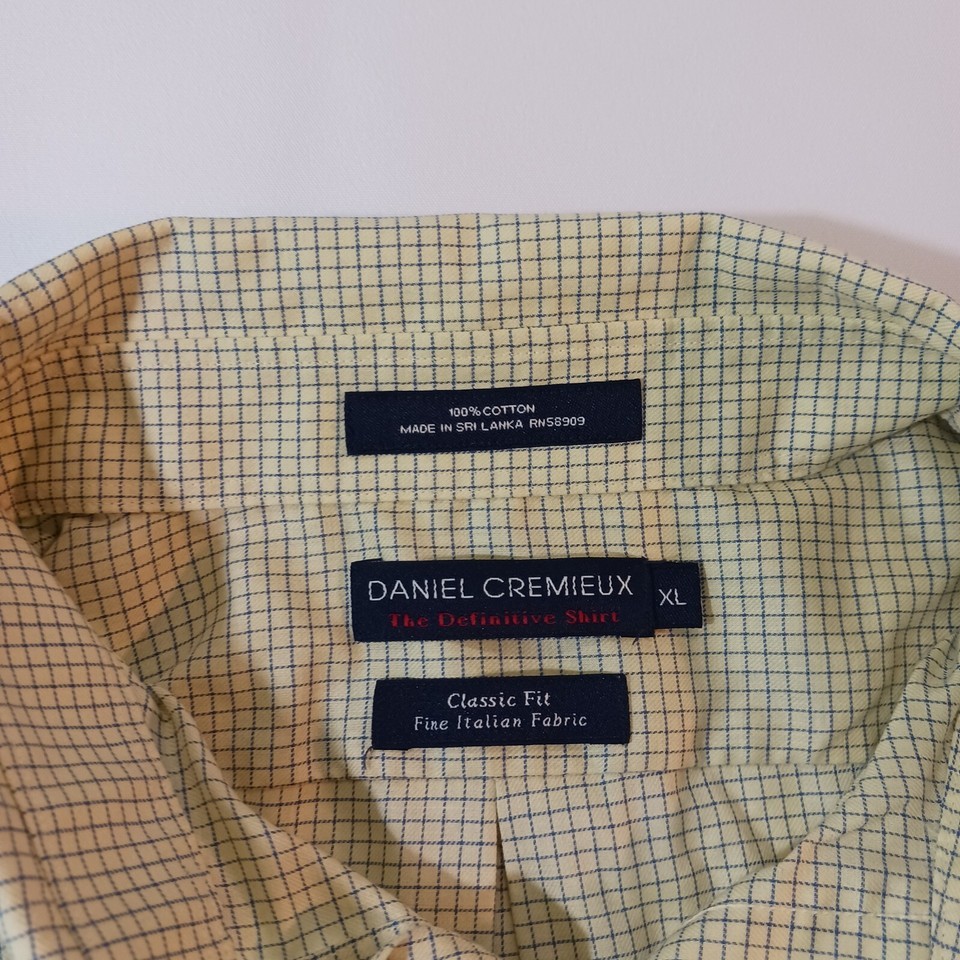 100% COTTON
MADE IN SRI LANKA RN58909
DANIEL CREMIEUX
The Definitive Shirt
XL
Classic Fit
Fine Italian Fabric